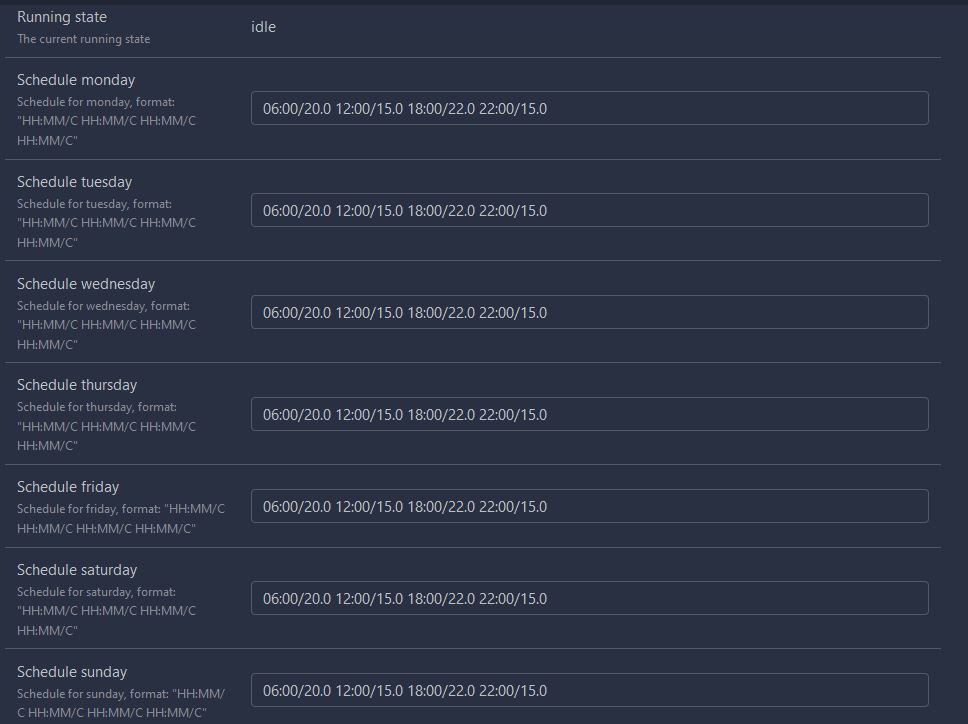 Running state
The current running state
idle
Schedule monday
Schedule for monday, format:
"HH:MM/C HH:MM/C HH:MM/C
HH:MM/C"
06:00/20.0 12:00/15.0 18:00/22.0 22:00/15.0
Schedule tuesday
Schedule for tuesday, format:
"HH:MM/C HH:MM/C HH:MM/C
HH:MM/C"
06:00/20.0 12:00/15.0 18:00/22.0 22:00/15.0
Schedule wednesday
Schedule for wednesday, format:
"HH:MM/C HH:MM/C HH:MM/C
HH:MM/C"
06:00/20.0 12:00/15.0 18:00/22.0 22:00/15.0
Schedule thursday
Schedule for thursday, format:
"HH:MM/C HH:MM/C HH:MM/C
HH:MM/C"
06:00/20.0 12:00/15.0 18:00/22.0 22:00/15.0
Schedule friday
Schedule for friday, format: "HH:MM/C
HH:MM/C HH:MM/C HH:MM/C"
06:00/20.0 12:00/15.0 18:00/22.0 22:00/15.0
Schedule saturday
Schedule for saturday, format:
"HH:MM/C HH:MM/C HH:MM/C
HH:MM/C"
06:00/20.0 12:00/15.0 18:00/22.0 22:00/15.0
Schedule sunday
Schedule for sunday, format: "HH:MM/
C HH:MM/C HH:MM/C HH:MM/C"
06:00/20.0 12:00/15.0 18:00/22.0 22:00/15.0